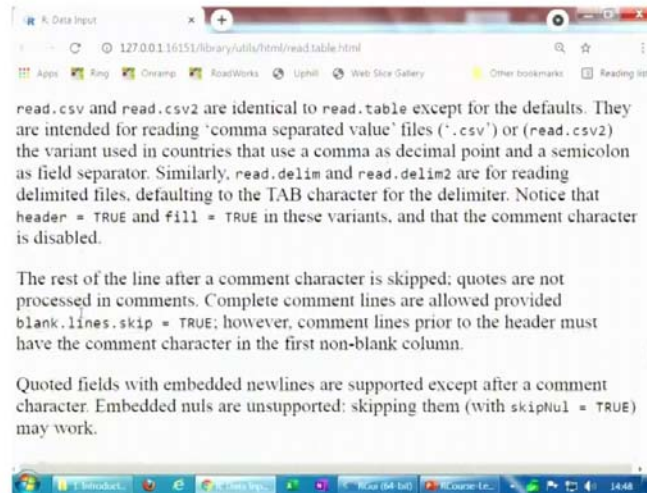 R: Data Input
127.0.0.1:16151/library/utils/html/read.table.html
Apps Ring Onramp RoadWorks Uphill Web Slice Gallery Other bookmarks Reading list
read.csv and read.csv2 are identical to read.table except for the defaults. They
are intended for reading ‘comma separated value’ files (‘.csv’) or (read.csv2)
the variant used in countries that use a comma as decimal point and a semicolon
as field separator. Similarly, read.delim and read.delim2 are for reading
delimited files, defaulting to the TAB character for the delimiter. Notice that
header = TRUE and fill = TRUE in these variants, and that the comment character
is disabled.
The rest of the line after a comment character is skipped; quotes are not
processed in comments. Complete comment lines are allowed provided
blank.lines.skip = TRUE; however, comment lines prior to the header must
have the comment character in the first non-blank column.
Quoted fields with embedded newlines are supported except after a comment
character. Embedded nuls are unsupported: skipping them (with skipNul = TRUE)
may work.
1 Introduct... R: Data Inp... RGui (64-bit) RCourse-Le... 14:48